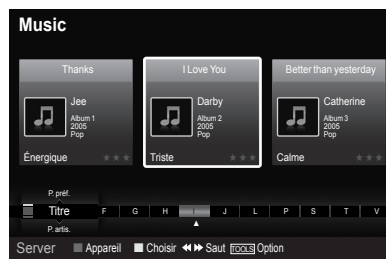 Music
Thanks
Jee
Album 1
2005
Pop
Énergique
I Love You
Darby
Album 2
2005
Pop
Triste
Better than yesterday
Catherine
Album 3
2005
Pop
Calme
P. préf.
Titre F G H I J L P S T V
P. artis.
Server Appareil Choisir Saut TOOLS Option